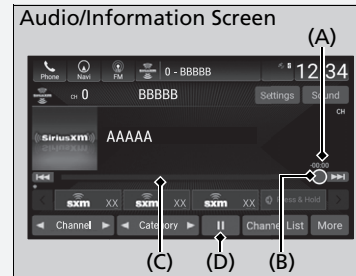 Audio/Information Screen
(A)
Phone Navi FM 0 - BBBBB 12:34
CH 0 BBBBB Settings Sound
CH
SiriusXM AAAAA
-00:00
sxm XX sxm XX sxm XX Press & Hold
Channel Category Channel List More
(C) (D) (B)